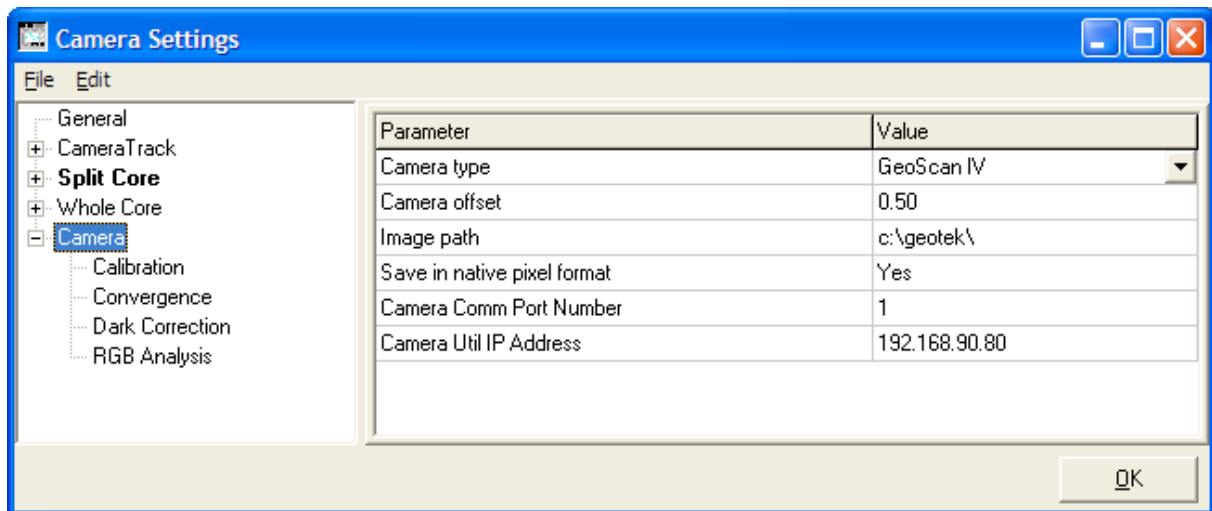 Camera Settings
File Edit
General
CameraTrack
Split Core
Whole Core
Camera
Calibration
Convergence
Dark Correction
RGB Analysis
Parameter Value
Camera type GeoScan IV
Camera offset 0.50
Image path c:\geotek\
Save in native pixel format Yes
Camera Comm Port Number 1
Camera Util IP Address 192.168.90.80
OK